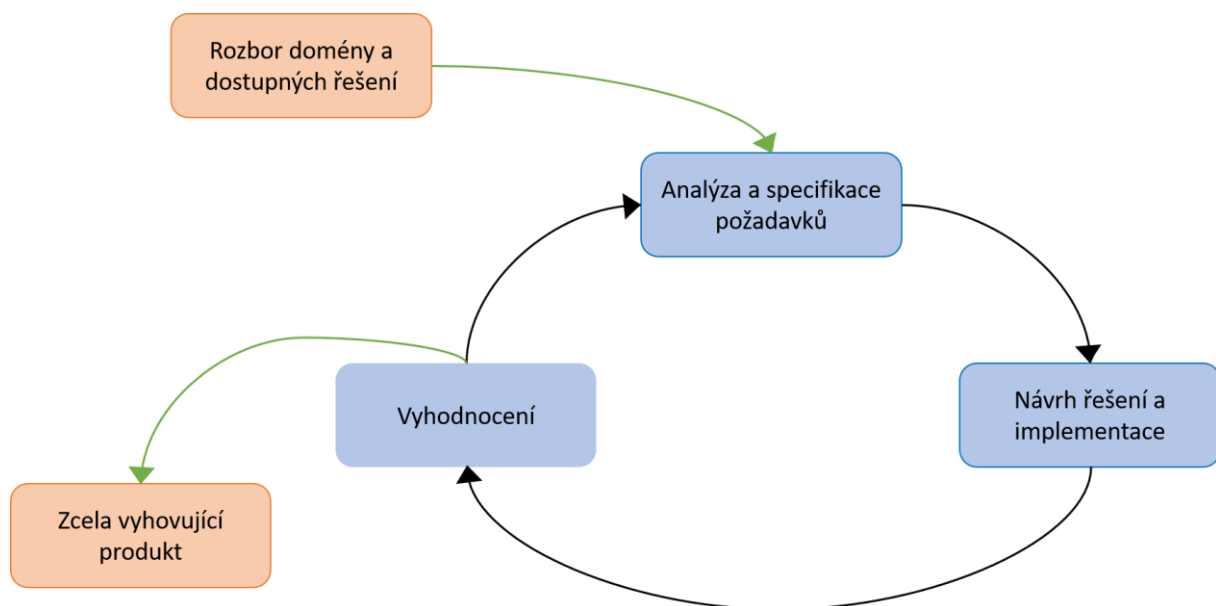 Rozbor domény a
dostupných řešení
Analýza a specifikace
požadavků
Vyhodnocení
Návrh řešení a
implementace
Zcela vyhovující
produkt